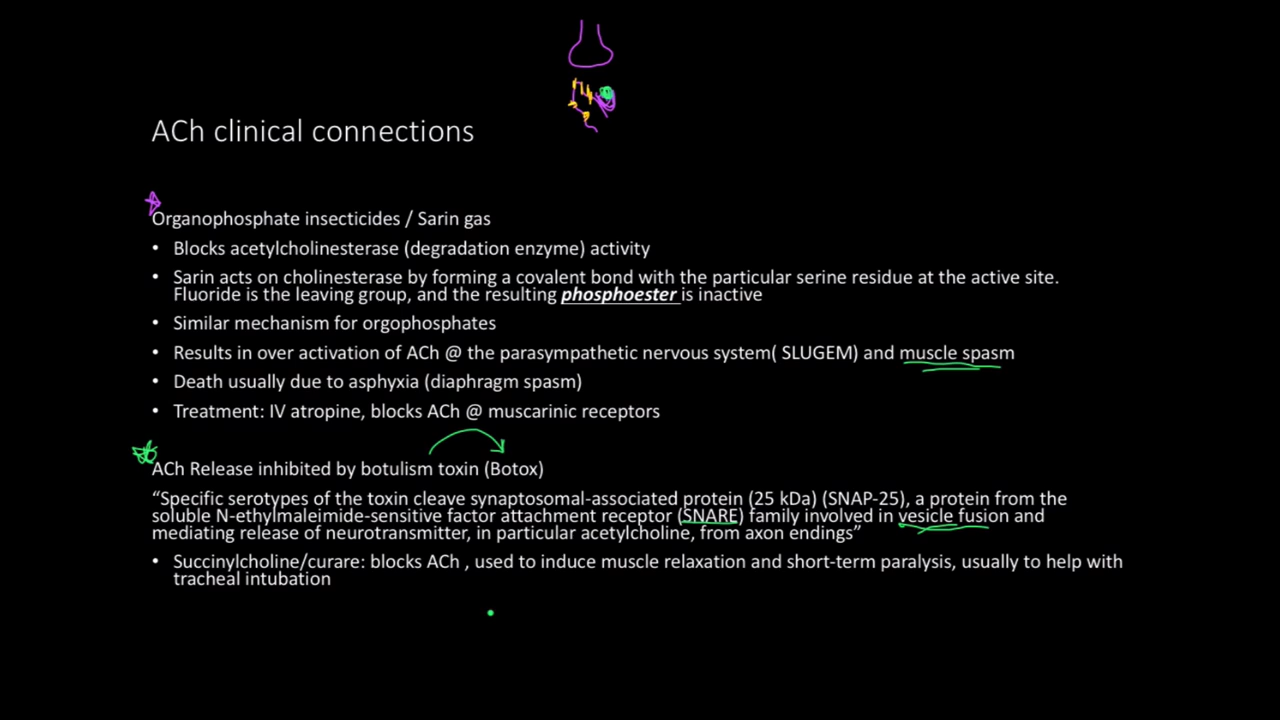 ACh clinical connections
Organophosphate insecticides / Sarin gas
• Blocks acetylcholinesterase (degradation enzyme) activity
• Sarin acts on cholinesterase by forming a covalent bond with the particular serine residue at the active site.
Fluoride is the leaving group, and the resulting phosphoester is inactive
• Similar mechanism for orgophosphates
• Results in over activation of ACh @ the parasympathetic nervous system( SLUGEM) and muscle spasm
• Death usually due to asphyxia (diaphragm spasm)
• Treatment: IV atropine, blocks ACh @ muscarinic receptors
ACh Release inhibited by botulism toxin (Botox)
“Specific serotypes of the toxin cleave synaptosomal-associated protein (25 kDa) (SNAP-25), a protein from the
soluble N-ethylmaleimide-sensitive factor attachment receptor (SNARE) family involved in vesicle fusion and
mediating release of neurotransmitter, in particular acetylcholine, from axon endings”
• Succinylcholine/curare: blocks ACh , used to induce muscle relaxation and short-term paralysis, usually to help with
tracheal intubation